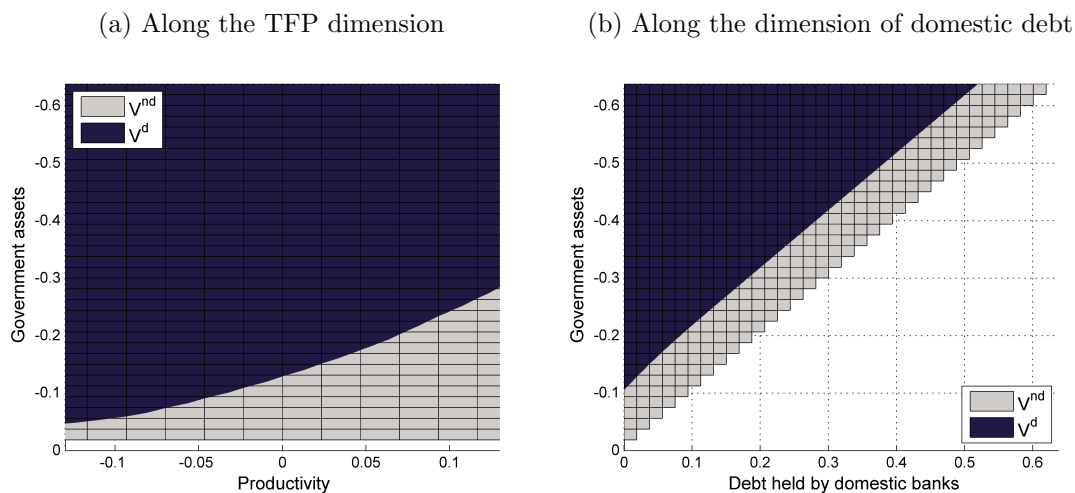 (a) Along the TFP dimension
(b) Along the dimension of domestic debt
V^nd
V^d
-0.6
-0.5
-0.4
-0.3
-0.2
-0.1
0
Government assets
-0.1
-0.05
0
0.05
0.1
Productivity
-0.6
-0.5
-0.4
-0.3
-0.2
-0.1
0
Government assets
V^nd
V^d
0
0.1
0.2
0.3
0.4
0.5
0.6
Debt held by domestic banks